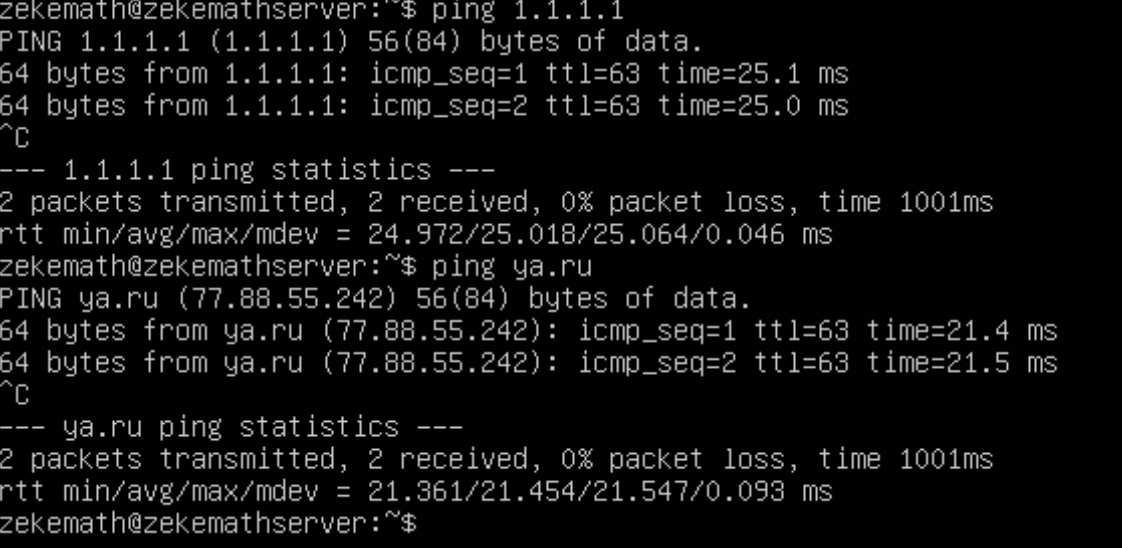 zekemath@zekemathserver:~$ ping 1.1.1.1
PING 1.1.1.1 (1.1.1.1) 56(84) bytes of data.
64 bytes from 1.1.1.1: icmp_seq=1 ttl=63 time=25.1 ms
64 bytes from 1.1.1.1: icmp_seq=2 ttl=63 time=25.0 ms
^C
--- 1.1.1.1 ping statistics ---
2 packets transmitted, 2 received, 0% packet loss, time 1001ms
rtt min/avg/max/mdev = 24.972/25.018/25.064/0.046 ms
zekemath@zekemathserver:~$ ping ya.ru
PING ya.ru (77.88.55.242) 56(84) bytes of data.
64 bytes from ya.ru (77.88.55.242): icmp_seq=1 ttl=63 time=21.4 ms
64 bytes from ya.ru (77.88.55.242): icmp_seq=2 ttl=63 time=21.5 ms
^C
--- ya.ru ping statistics ---
2 packets transmitted, 2 received, 0% packet loss, time 1001ms
rtt min/avg/max/mdev = 21.361/21.454/21.547/0.093 ms
zekemath@zekemathserver:~$